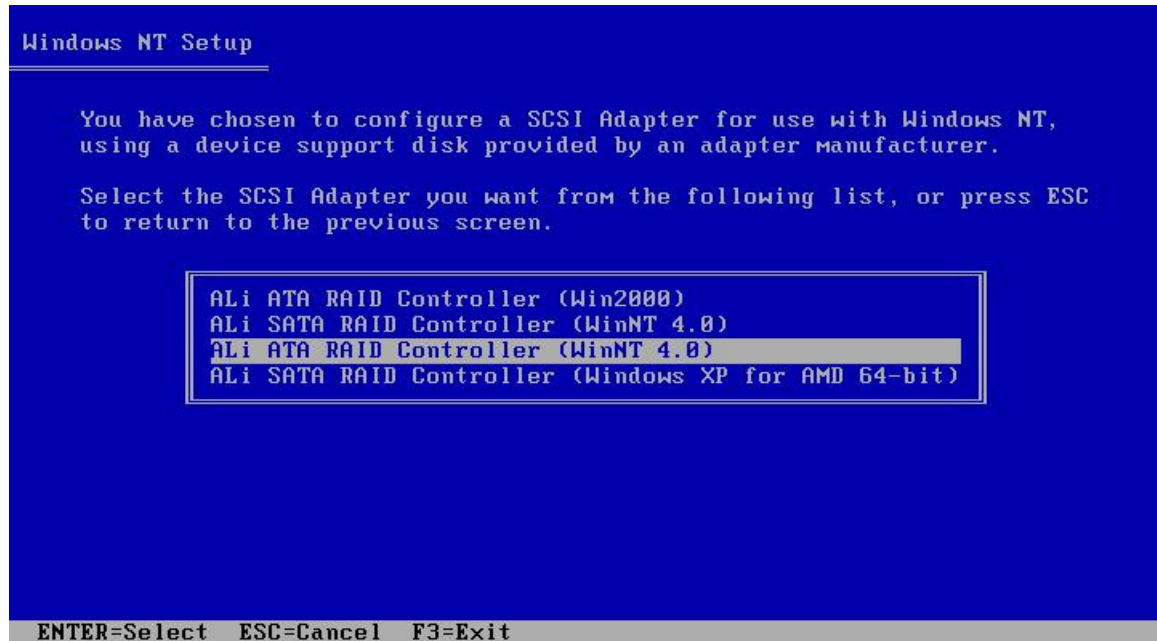 Windows NT Setup
You have chosen to configure a SCSI Adapter for use with Windows NT,
using a device support disk provided by an adapter manufacturer.
Select the SCSI Adapter you want from the following list, or press ESC
to return to the previous screen.
ALi ATA RAID Controller (Win2000)
ALi SATA RAID Controller (WinNT 4.0)
ALi ATA RAID Controller (WinNT 4.0)
ALi SATA RAID Controller (Windows XP for AMD 64-bit)
ENTER=Select ESC=Cancel F3=Exit